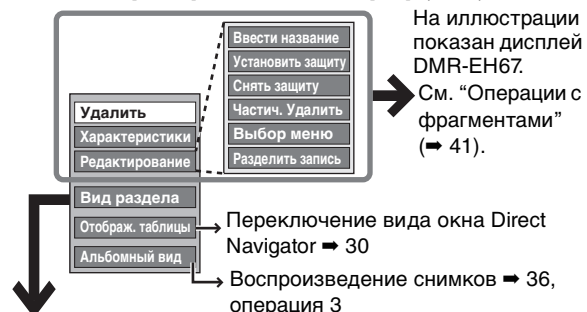 На иллюстрации
показан дисплей
DMR-EH67.
См. “Операции с
фрагментами”
(➡ 41).
Ввести название
Установить защиту
Снять защиту
Частич. Удалить
Выбор меню
Разделить запись
Удалить
Характеристики
Редактирование
Вид раздела
Отображ. таблицы
Альбомный вид
Переключение вида окна Direct
Navigator ➡ 30
Воспроизведение снимков ➡ 36,
операция 3